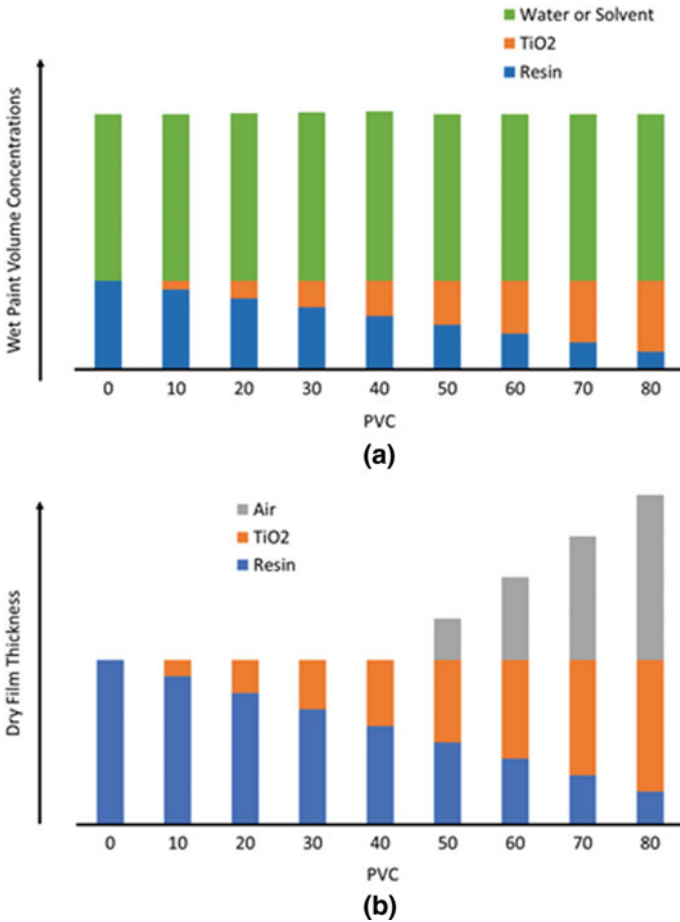 Water or Solvent
TiO2
Resin
Wet Paint Volume Concentrations
0 10 20 30 40 50 60 70 80
PVC
(a)
Air
TiO2
Resin
Dry Film Thickness
0 10 20 30 40 50 60 70 80
PVC
(b)